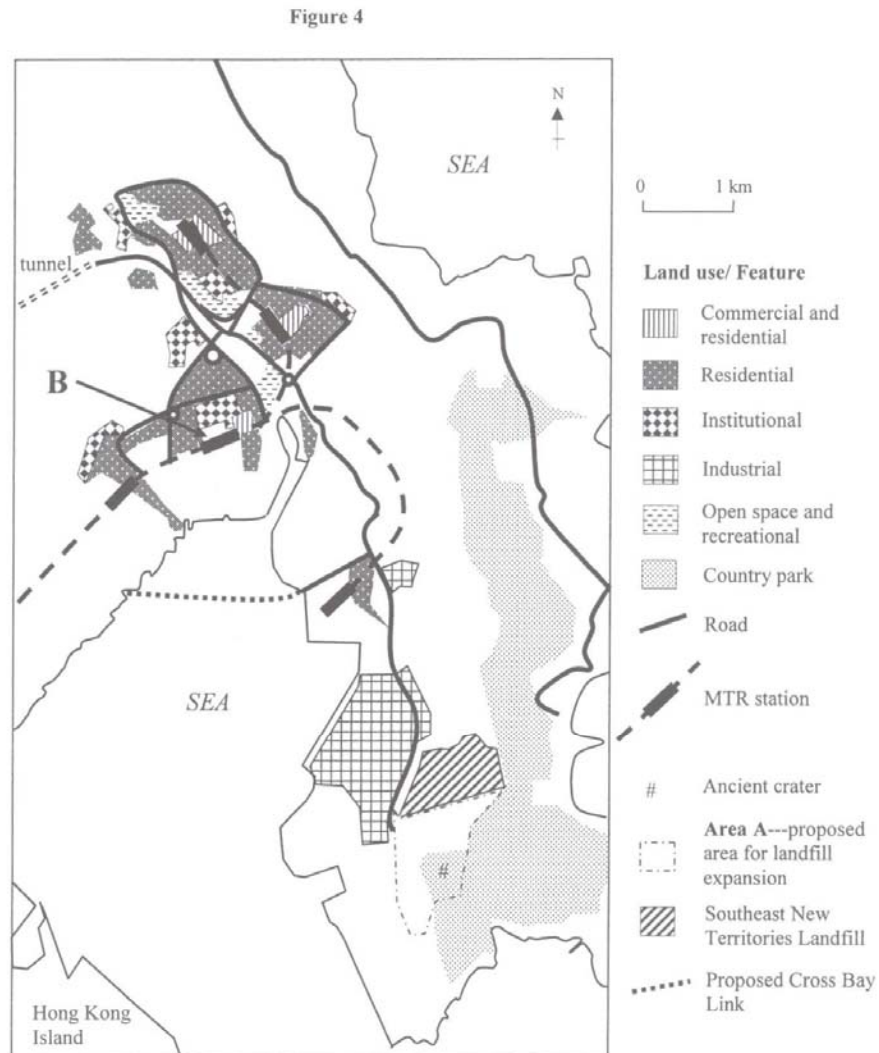 Figure 4
N
SEA
0 1 km
tunnel
Land use/ Feature
Commercial and
residential
Residential
B
Institutional
Industrial
Open space and
recreational
Country park
Road
SEA
MTR station
# Ancient crater
Area A---proposed
area for landfill
expansion
#
Southeast New
Territories Landfill
Proposed Cross Bay
Link
Hong Kong
Island